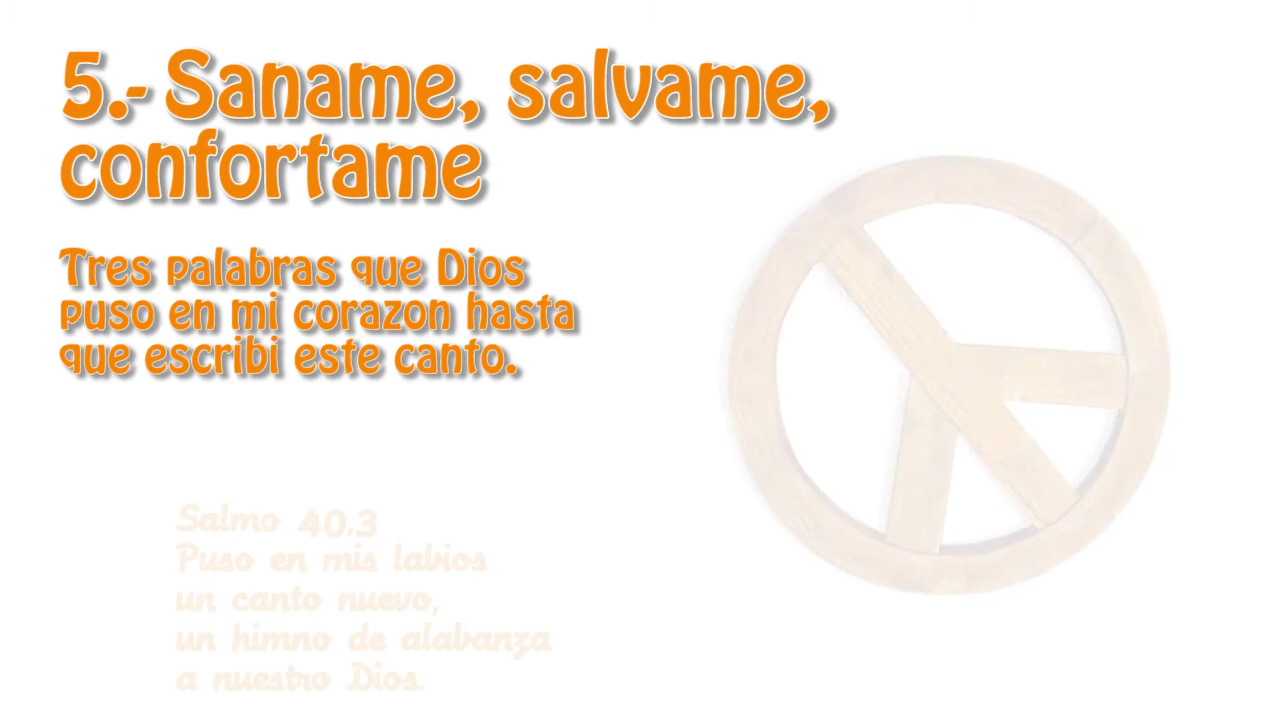 5.- Saname, salvame,
confortame
Tres palabras que Dios
puso en mi corazon hasta
que escribi este canto.
Salmo 40.3
Puso en mis labios
un canto nuevo,
un himno de alabanza
a nuestro Dios.